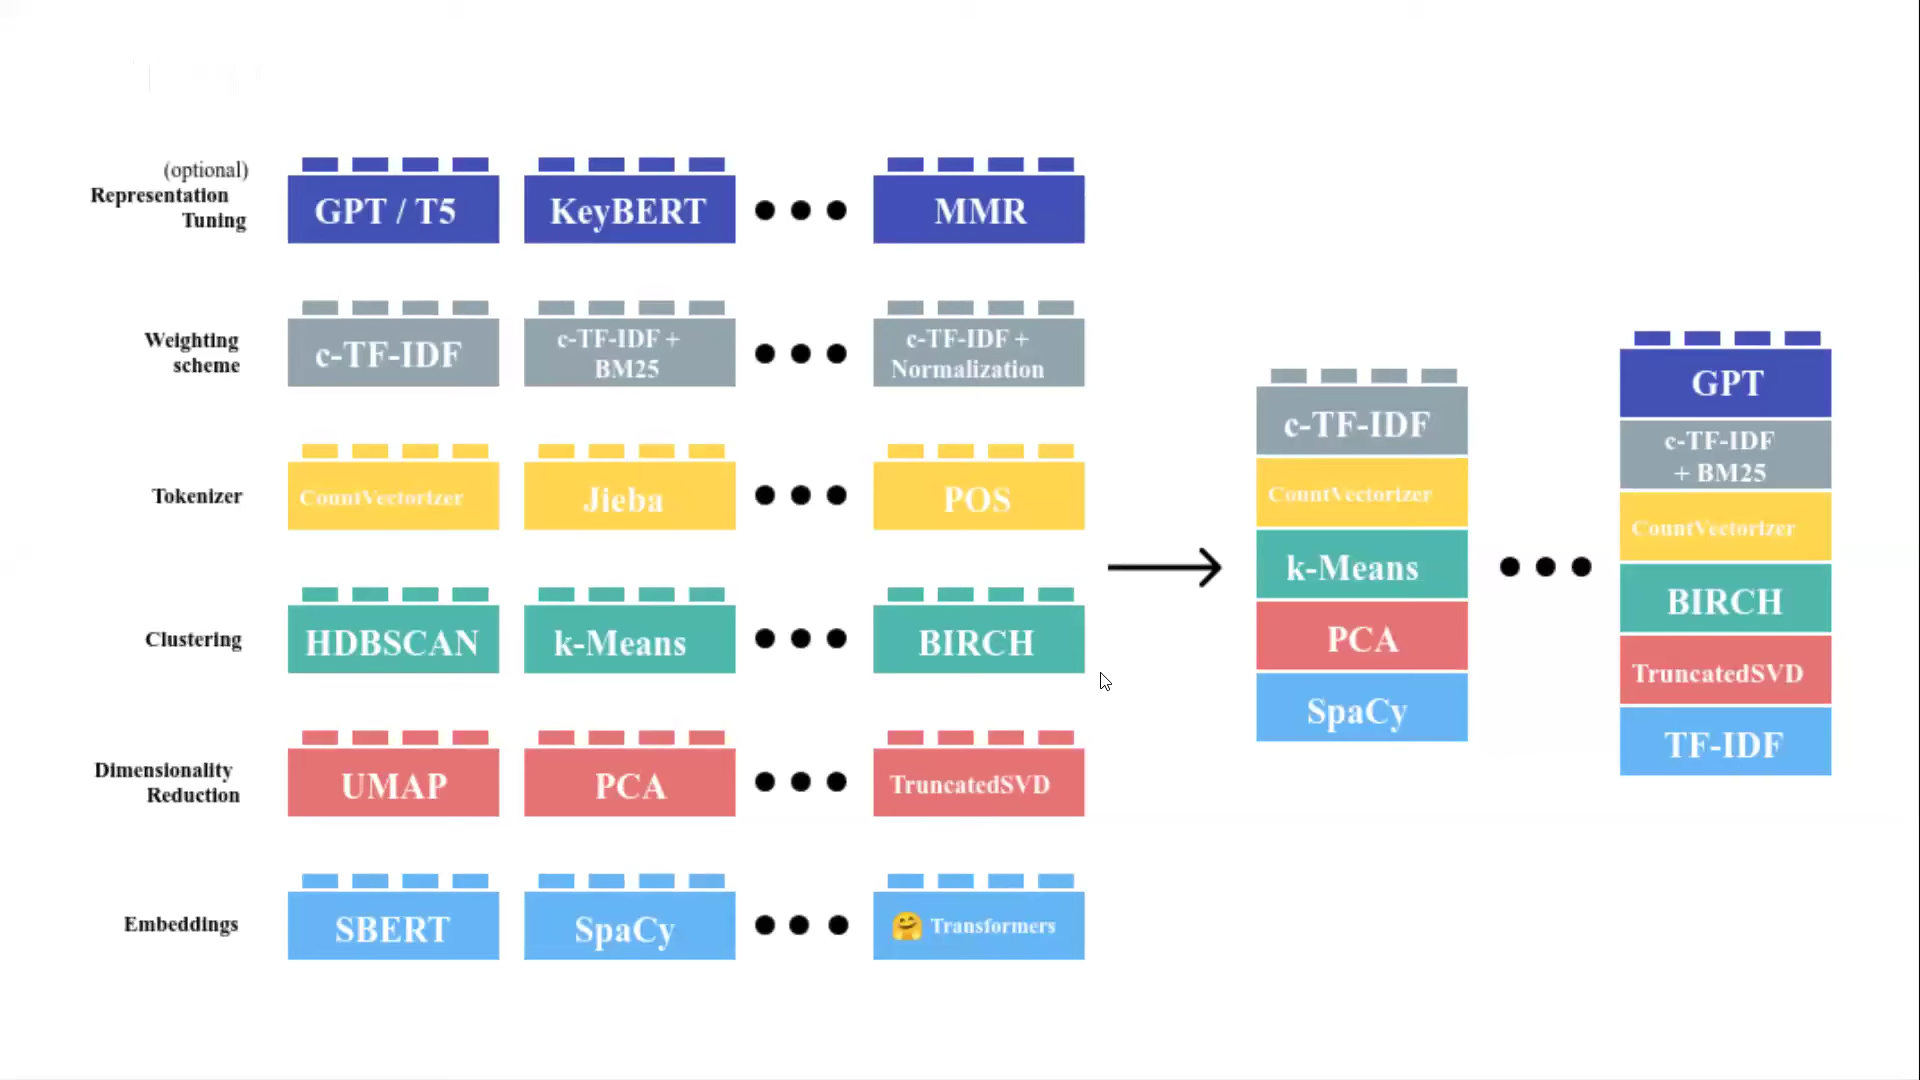 (optional)
Representation
Tuning
GPT / T5
KeyBERT
MMR
Weighting
scheme
c-TF-IDF
c-TF-IDF +
BM25
c-TF-IDF +
Normalization
Tokenizer
CountVectorizer
Jieba
POS
Clustering
HDBSCAN
k-Means
BIRCH
Dimensionality
Reduction
UMAP
PCA
TruncatedSVD
Embeddings
SBERT
SpaCy
Transformers
c-TF-IDF
CountVectorizer
k-Means
PCA
SpaCy
GPT
c-TF-IDF
+ BM25
CountVectorizer
BIRCH
TruncatedSVD
TF-IDF